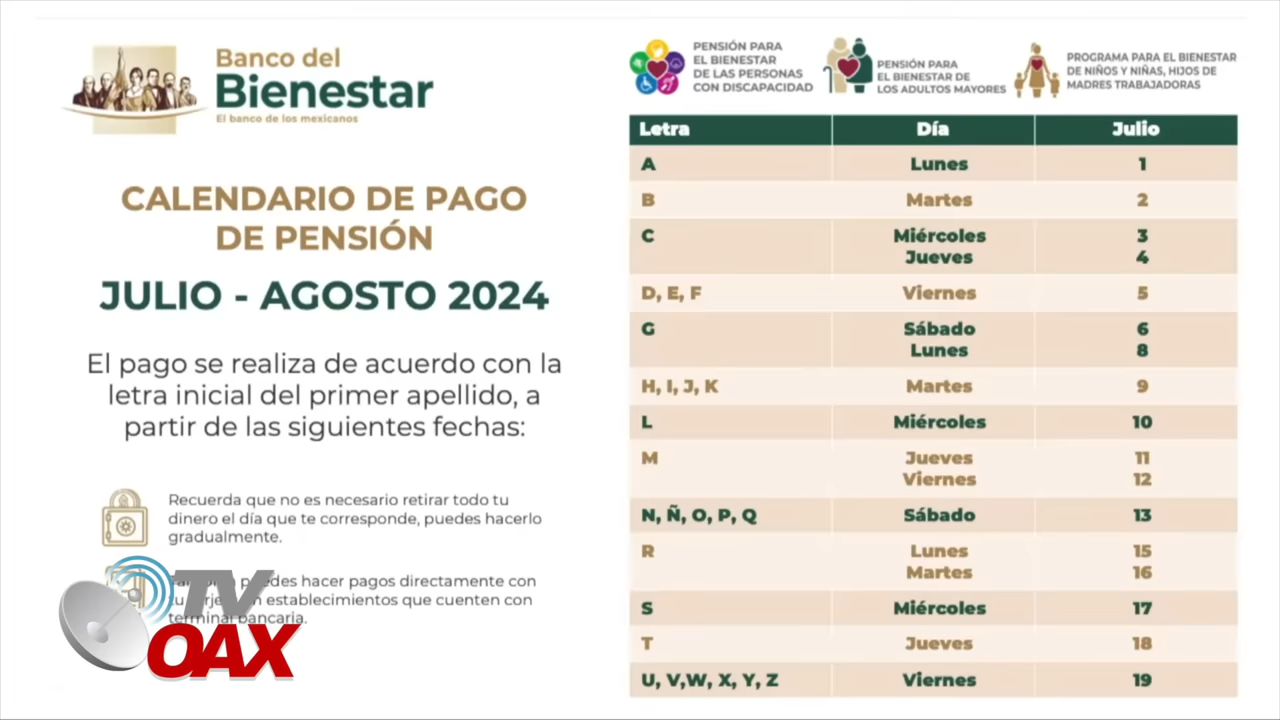 Banco del
Bienestar
El banco de los mexicanos
CALENDARIO DE PAGO
DE PENSIÓN
JULIO - AGOSTO 2024
El pago se realiza de acuerdo con la
letra inicial del primer apellido, a
partir de las siguientes fechas:
Recuerda que no es necesario retirar todo tu
dinero el día que te corresponde, puedes hacerlo
gradualmente.
puedes hacer pagos directamente con
establecimientos que cuenten con
terminal bancaria.
TV
OAX
PENSIÓN PARA
EL BIENESTAR
DE LAS PERSONAS
CON DISCAPACIDAD
PENSIÓN PARA
EL BIENESTAR DE
LOS ADULTOS MAYORES
PROGRAMA PARA EL BIENESTAR
DE NIÑOS Y NIÑAS, HIJOS DE
MADRES TRABAJADORAS
Letra Día Julio
A Lunes 1
B Martes 2
C Miércoles 3
Jueves 4
D, E, F Viernes 5
G Sábado 6
Lunes 8
H, I, J, K Martes 9
L Miércoles 10
M Jueves 11
Viernes 12
N, Ñ, O, P, Q Sábado 13
R Lunes 15
Martes 16
S Miércoles 17
T Jueves 18
U, V,W, X, Y, Z Viernes 19